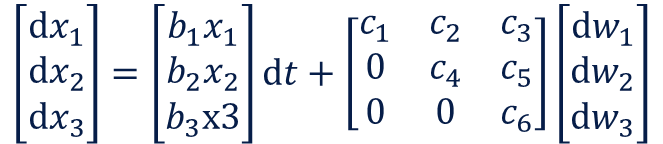 [dx₁ dx₂ dx₃] = [b₁x₁ b₂x₂ b₃x3] dt + [c₁ c₂ c₃ 0 c₄ c₅ 0 0 c₆] [dw₁ dw₂ dw₃]